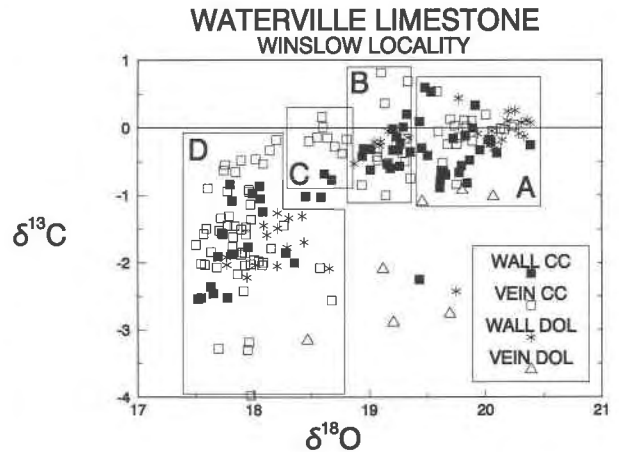 WATERVILLE LIMESTONE
WINSLOW LOCALITY
1
B
0
D
C
A
-1
δ¹³C
WALL CC
-2
VEIN CC
WALL DOL
-3
VEIN DOL
-4
17 18 19 20 21
δ¹⁸O